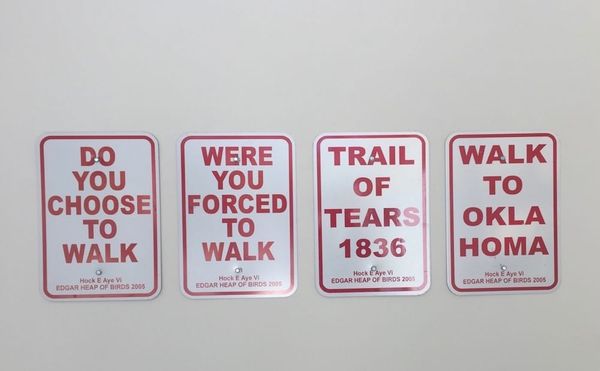 DO
YOU
CHOOSE
TO
WALK
Hock E Aye Vi
EDGAR HEAP OF BIRDS 2005
WERE
YOU
FORCED
TO
WALK
Hock E Aye Vi
EDGAR HEAP OF BIRDS 2005
TRAIL
OF
TEARS
1836
Hock E Aye Vi
EDGAR HEAP OF BIRDS 2005
WALK
TO
OKLA
HOMA
Hock E Aye Vi
EDGAR HEAP OF BIRDS 2005